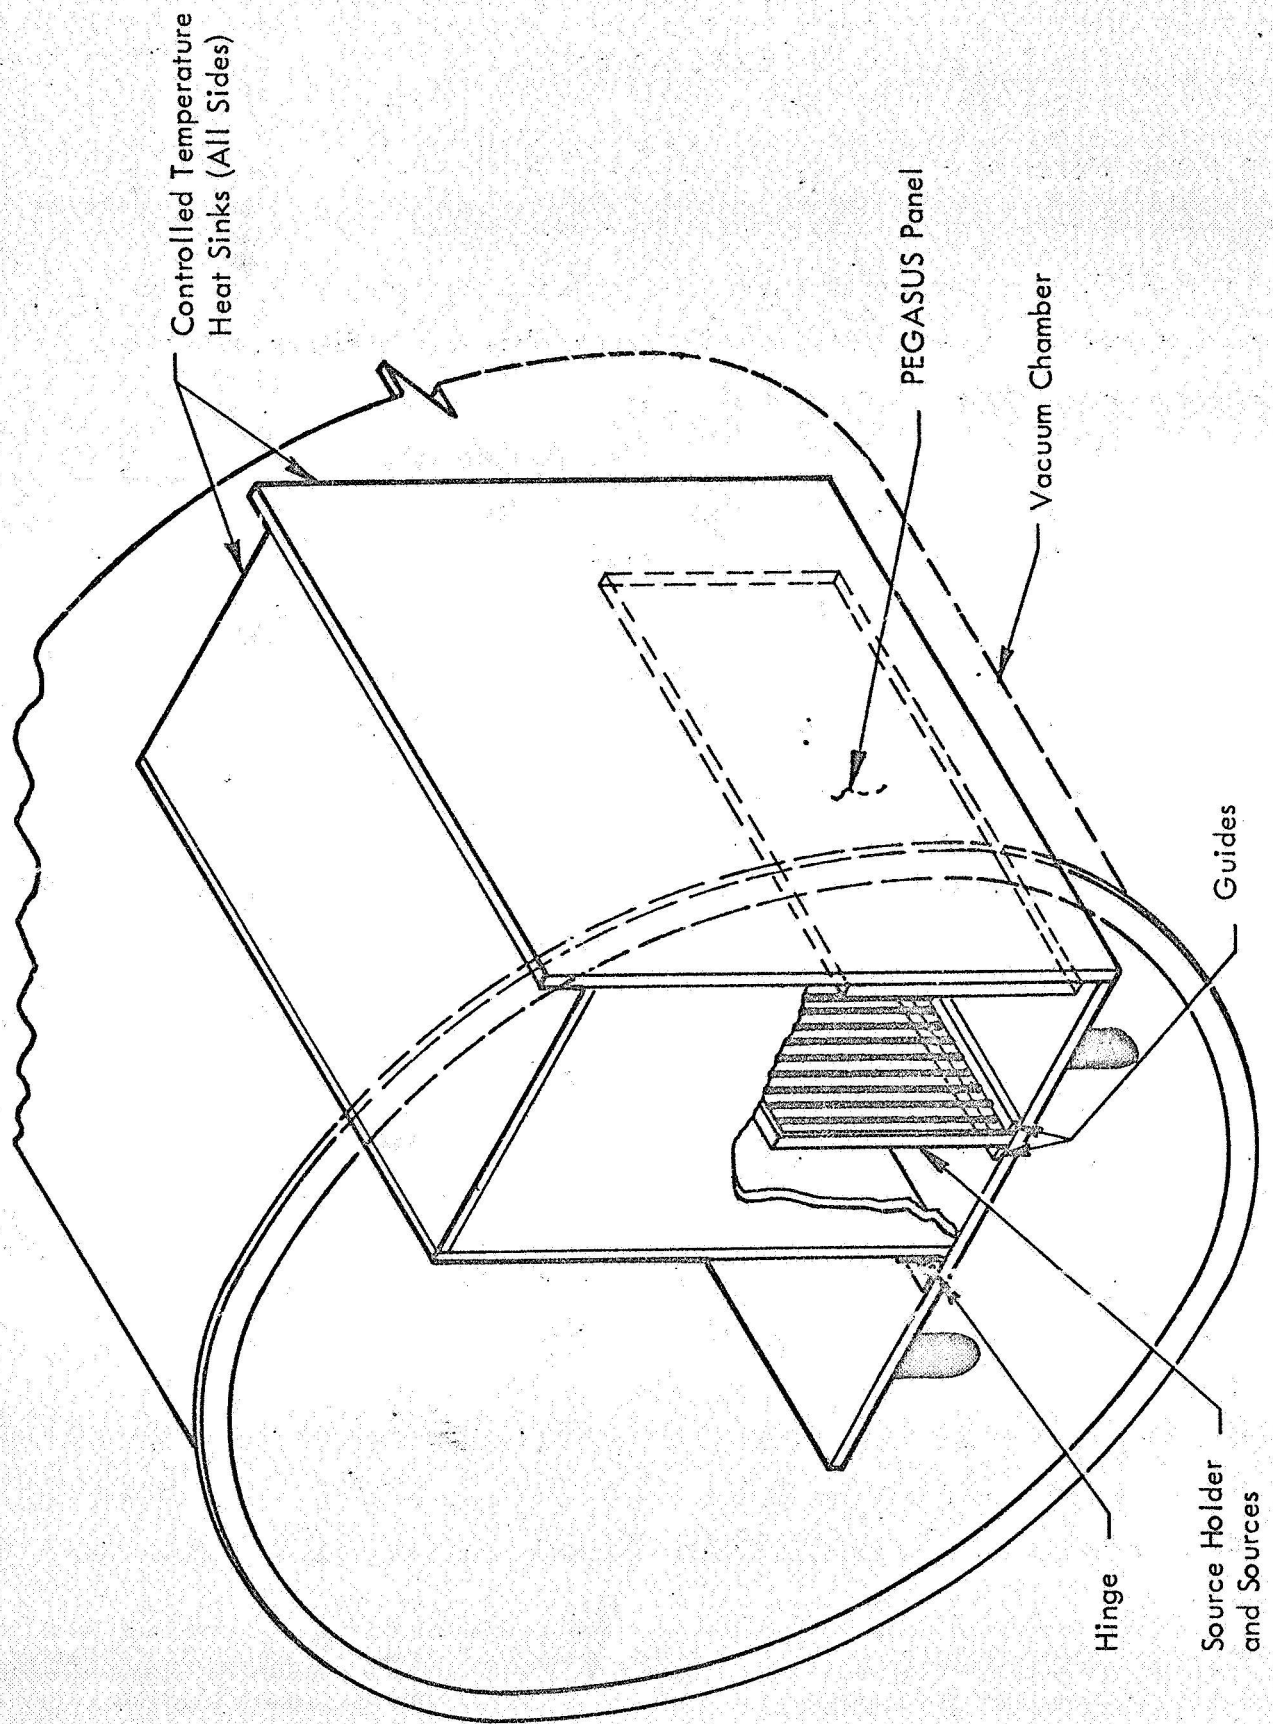 Controlled Temperature
Heat Sinks (All Sides)
PEGASUS Panel
Vacuum Chamber
Guides
Hinge
Source Holder
and Sources